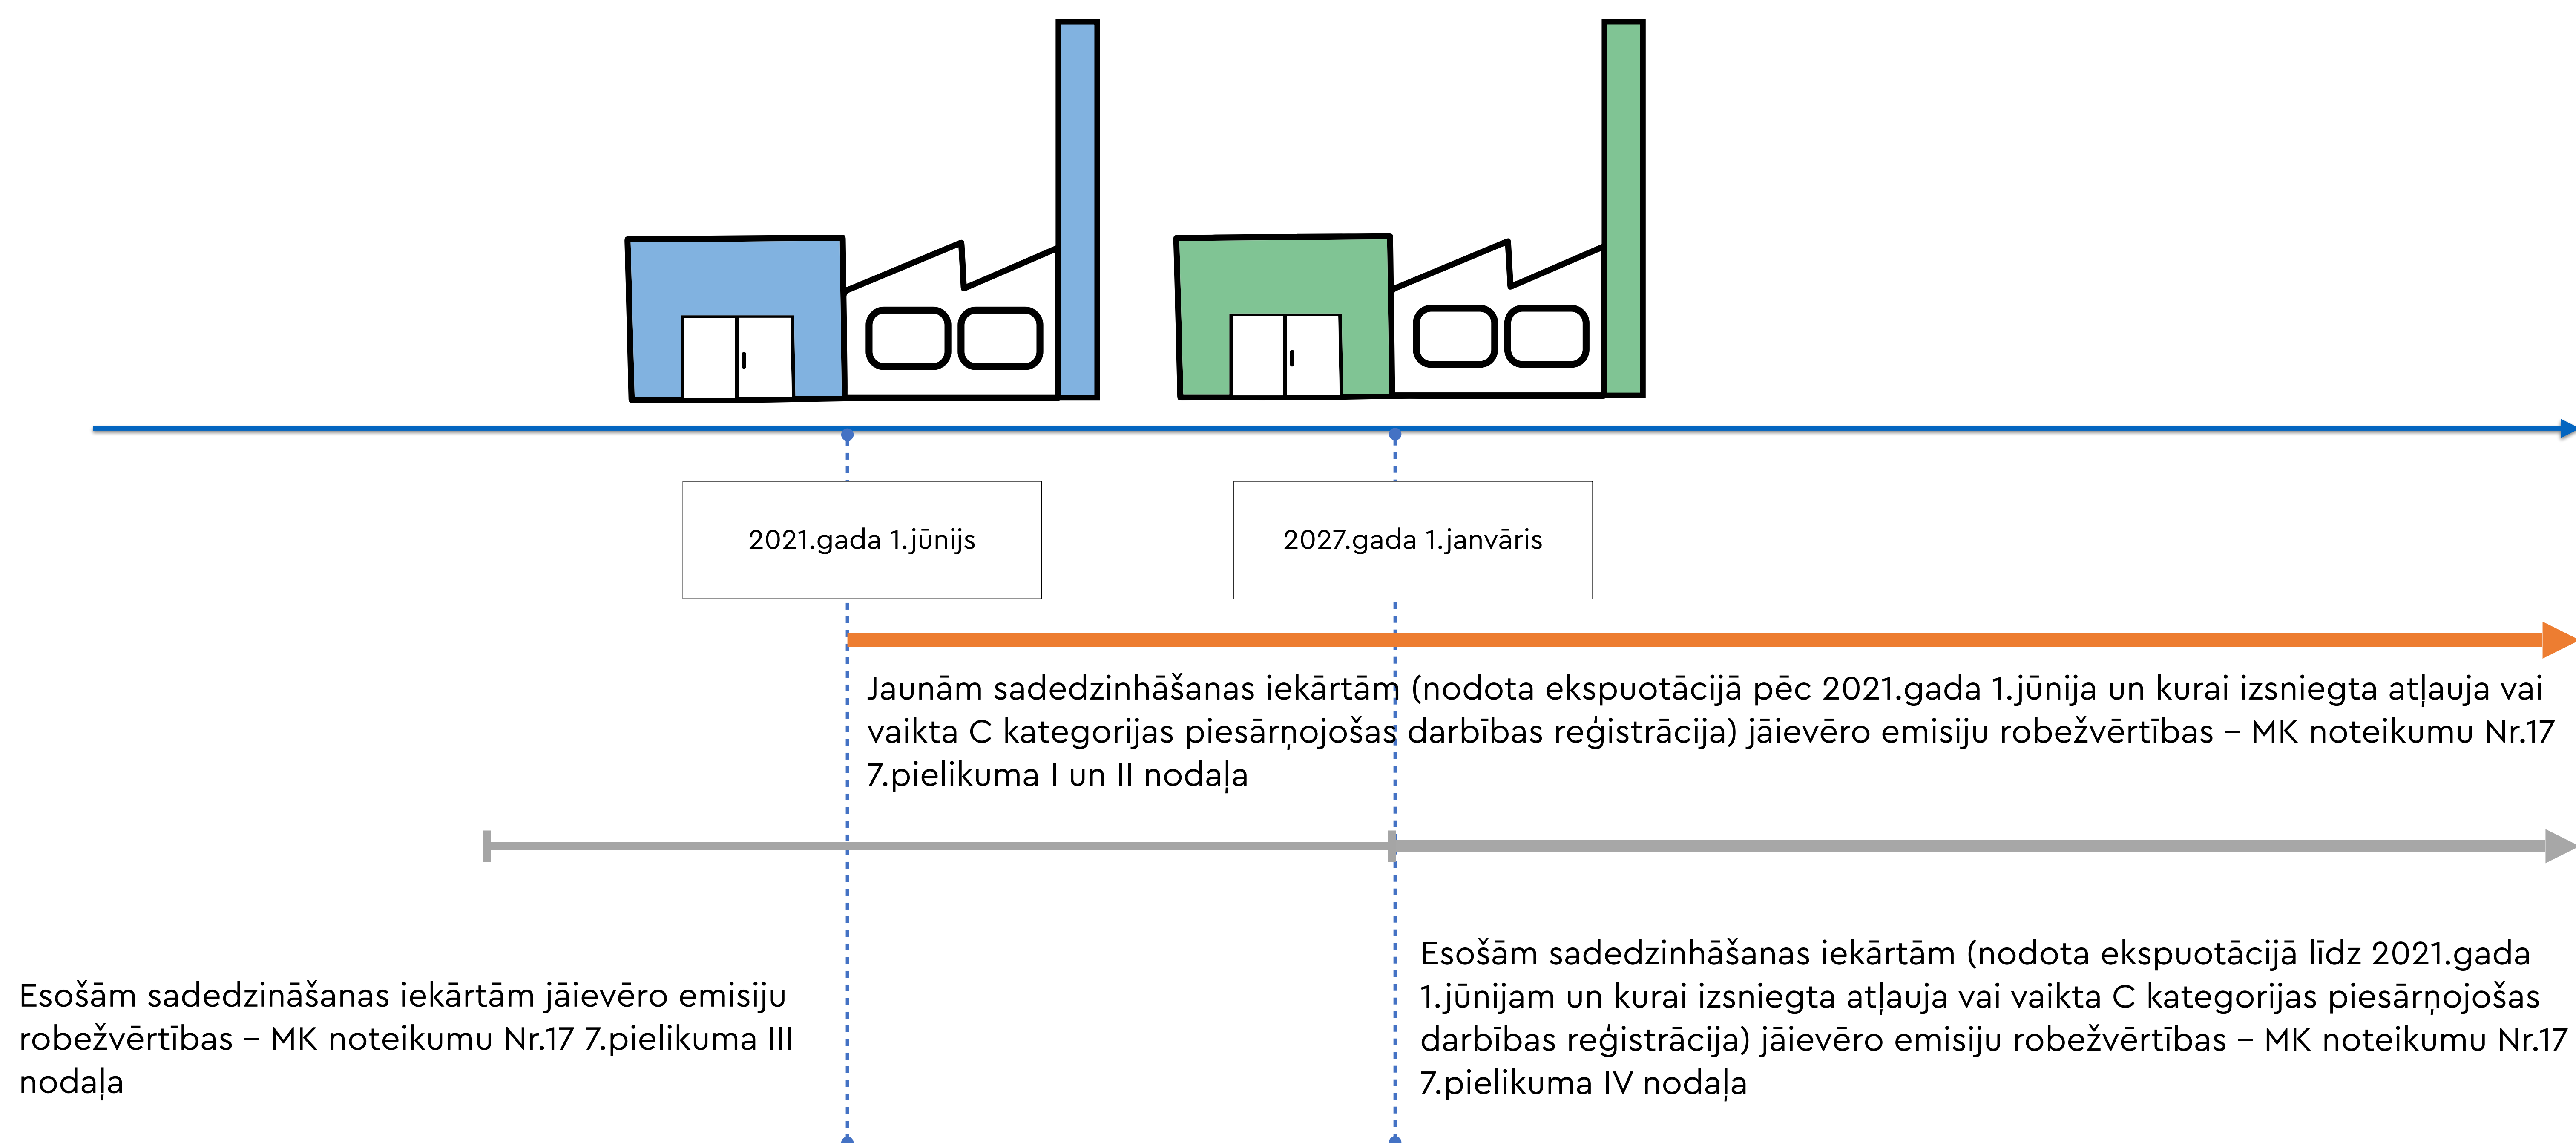 2021.gada 1.jūnijs
2027.gada 1.janvāris
Jaunām sadedzinhāšanas iekārtām (nodota ekspuotācijā pēc 2021.gada 1.jūnija un kurai izsniegta atļauja vai
vaikta C kategorijas piesārņojošas darbības reģistrācija) jāievēro emisiju robežvērtības – MK noteikumu Nr.17
7.pielikuma I un II nodaļa
Esošām sadedzināšanas iekārtām jāievēro emisiju
robežvērtības – MK noteikumu Nr.17 7.pielikuma III
nodaļa
Esošām sadedzinhāšanas iekārtām (nodota ekspuotācijā līdz 2021.gada
1.jūnijam un kurai izsniegta atļauja vai vaikta C kategorijas piesārņojošas
darbības reģistrācija) jāievēro emisiju robežvērtības – MK noteikumu Nr.17
7.pielikuma IV nodaļa